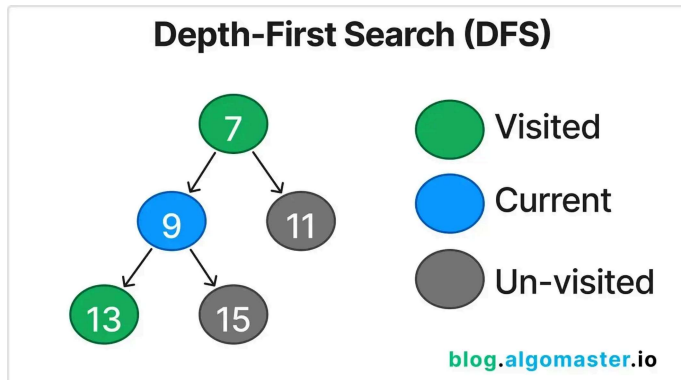 Depth-First Search (DFS)
7
Visited
9
11
Current
13
15
Un-visited
blog.algomaster.io